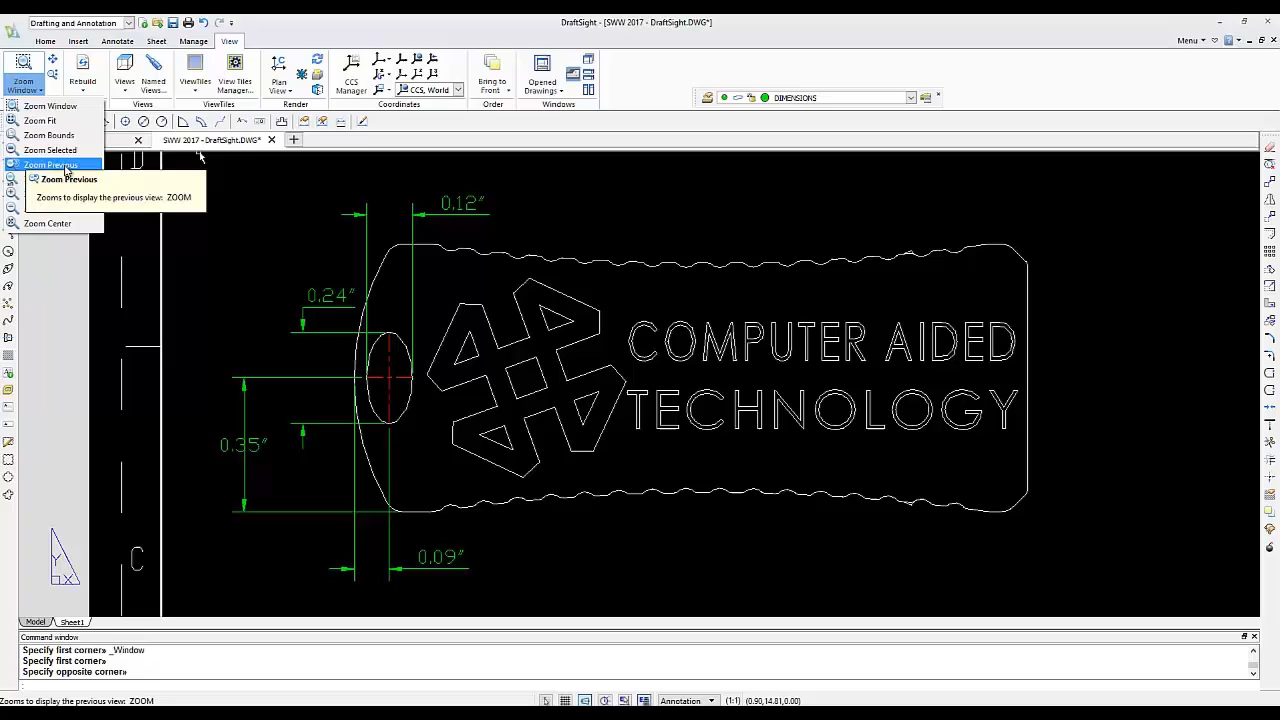 Drafting and Annotation
DraftSight - [SWW 2017 - DraftSight.DWG*]
Home Insert Annotate Sheet Manage View
Menu
Zoom Window
Rebuild
Views
Named Views...
ViewTiles
View Tiles Manager...
Plan View
CCS Manager
CCS, World
Bring to Front
Opened Drawings
DIMENSIONS
Views ViewTiles Render Coordinates Order Windows
SWW 2017 - DraftSight.DWG*
Zoom Window
Zoom Fit
Zoom Bounds
Zoom Selected
Zoom Previous
Zoom Previous
Zooms to display the previous view: ZOOM
Zoom Center
D
0.12"
0.24"
COMPUTER AIDED
TECHNOLOGY
0.35"
0.09"
C
Y
X
Model Sheet1
Command window
Specify first corner» _Window
Specify first corner»
Specify opposite corner»
:
Zooms to display the previous view: ZOOM
Annotation
(1:1)
(0.90,14.81,0.00)